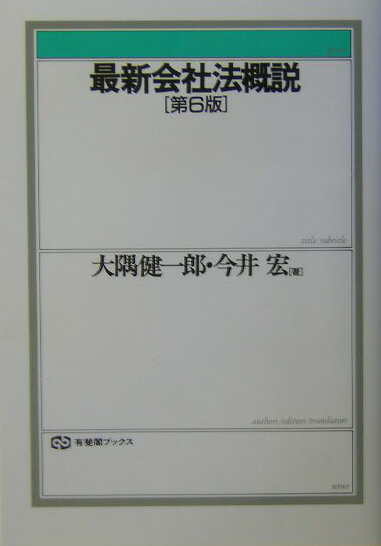 最新会社法概説
[第6版]
title subtitle
大隅健一郎・今井 宏[著]
authors editors translators
有斐閣ブックス